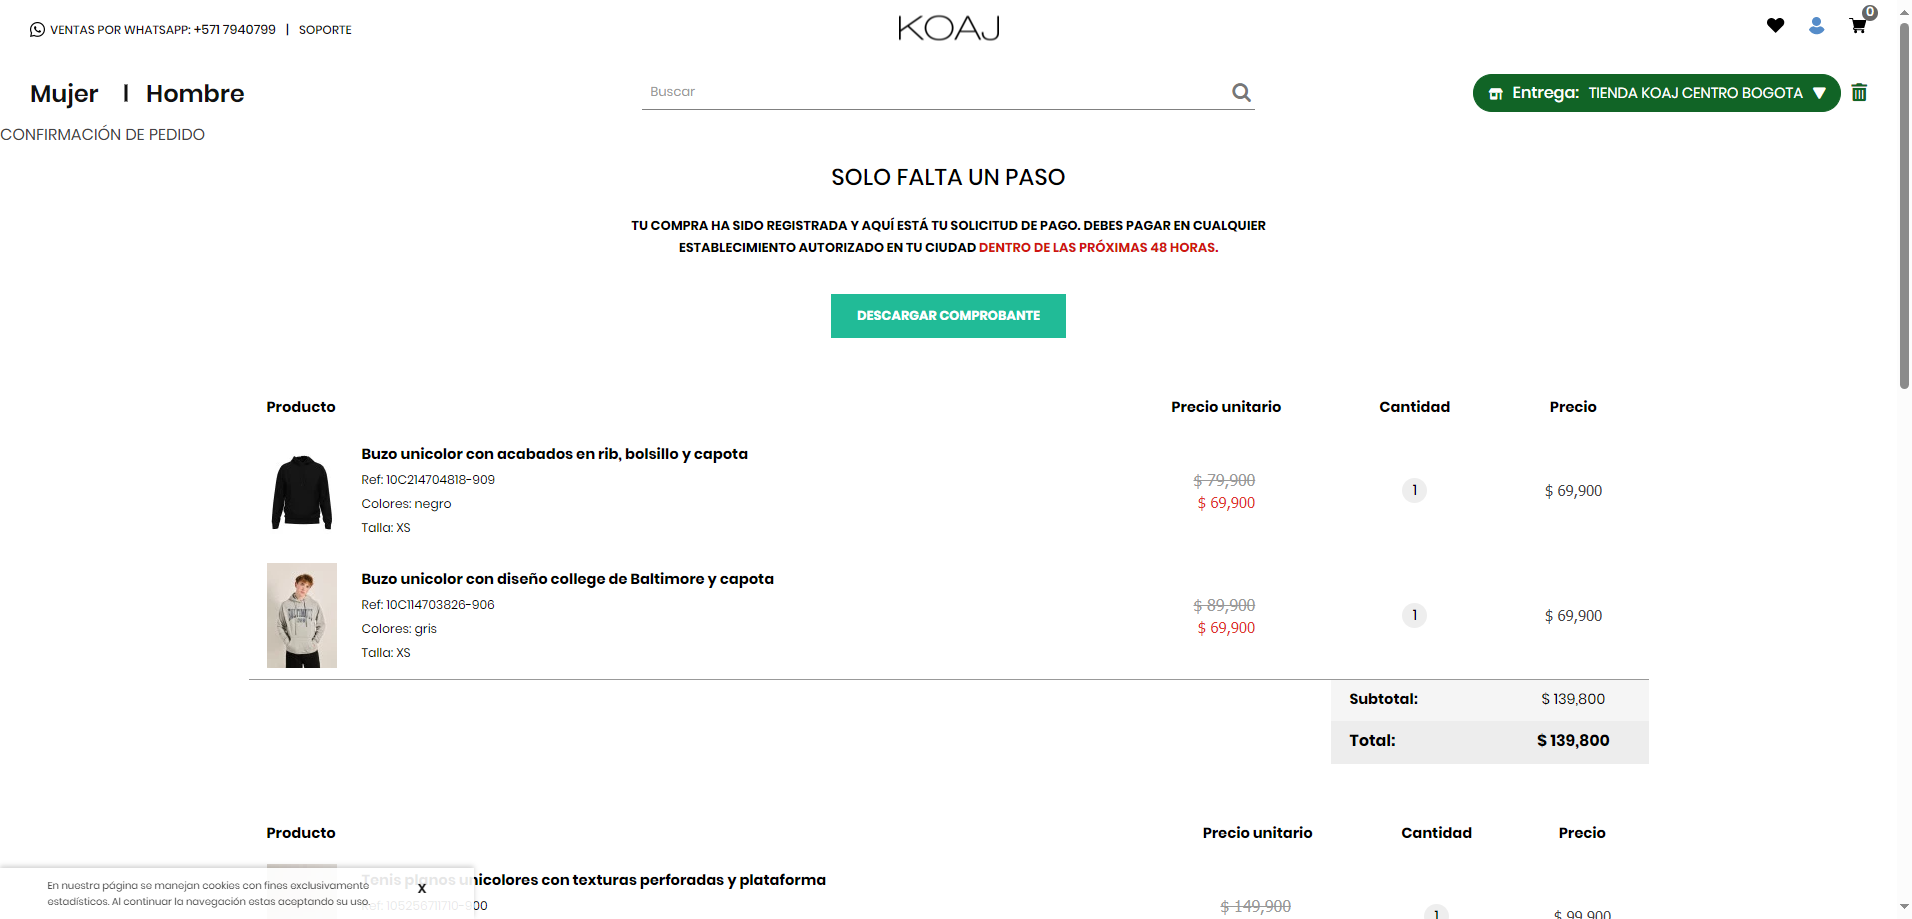 VENTAS POR WHATSAPP: +571 7940799 | SOPORTE
KOAJ
0
Mujer | Hombre
Buscar
Entrega: TIENDA KOAJ CENTRO BOGOTA
CONFIRMACIÓN DE PEDIDO
SOLO FALTA UN PASO
TU COMPRA HA SIDO REGISTRADA Y AQUÍ ESTÁ TU SOLICITUD DE PAGO. DEBES PAGAR EN CUALQUIER
ESTABLECIMIENTO AUTORIZADO EN TU CIUDAD DENTRO DE LAS PRÓXIMAS 48 HORAS.
DESCARGAR COMPROBANTE
Producto Precio unitario Cantidad Precio
Buzo unicolor con acabados en rib, bolsillo y capota
Ref: 10C214704818-909
Colores: negro
Talla: XS
$ 79,900
$ 69,900
1
$ 69,900
Buzo unicolor con diseño college de Baltimore y capota
Ref: 10C114703826-906
Colores: gris
Talla: XS
$ 89,900
$ 69,900
1
$ 69,900
Subtotal: $ 139,800
Total: $ 139,800
Producto Precio unitario Cantidad Precio
Tenis planos unicolores con texturas perforadas y plataforma
Ref: 105256711710-900
$ 149,900
1
$ 99,900
En nuestra página se manejan cookies con fines exclusivamente
estadísticos. Al continuar la navegación estas aceptando su uso.
X